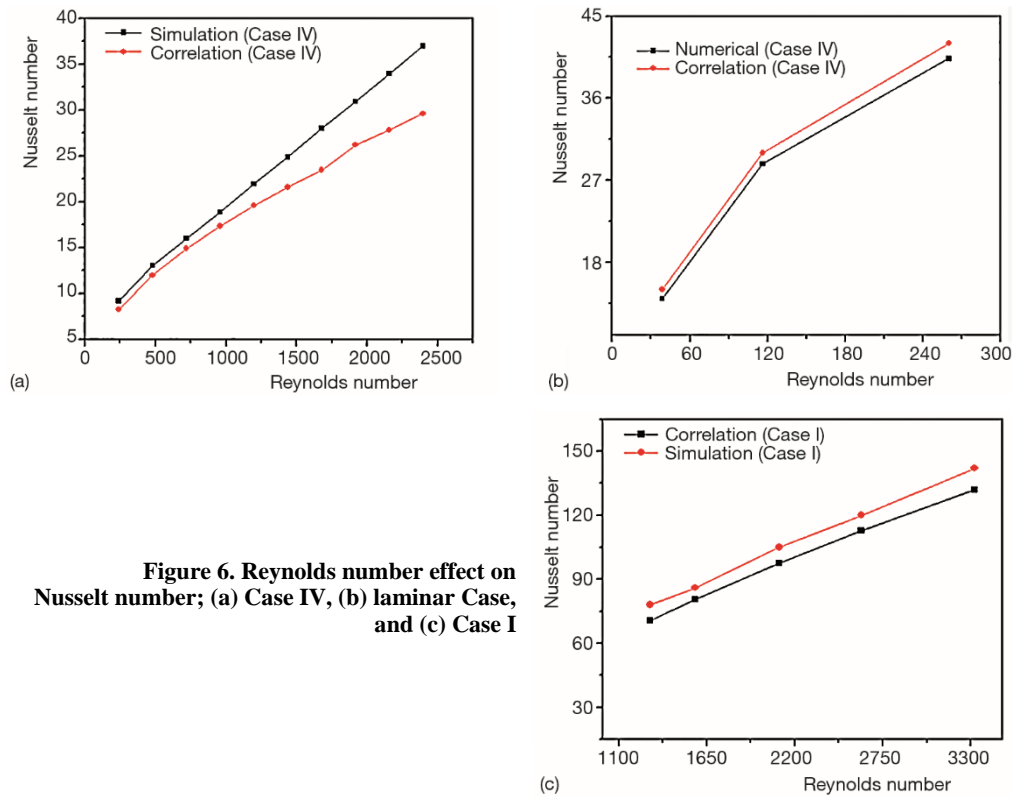 Nusselt number
40
35
30
25
20
15
10
5
Simulation (Case IV)
Correlation (Case IV)
0 500 1000 1500 2000 2500
Reynolds number
(a)
Nusselt number
45
36
27
18
Numerical (Case IV)
Correlation (Case IV)
0 60 120 180 240 300
Reynolds number
(b)
Figure 6. Reynolds number effect on
Nusselt number; (a) Case IV, (b) laminar Case,
and (c) Case I
Nusselt number
150
120
90
60
30
Correlation (Case I)
Simulation (Case I)
1100 1650 2200 2750 3300
Reynolds number
(c)